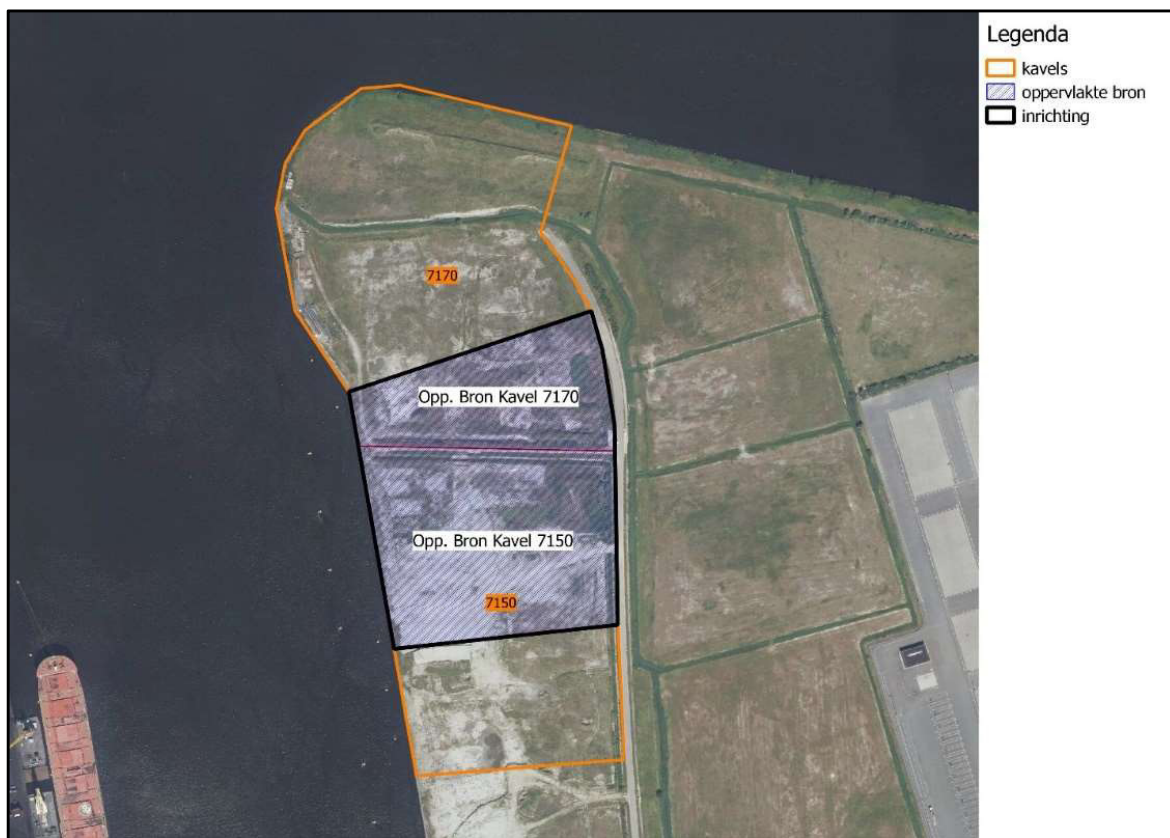 Legenda
kavels
oppervlakte bron
inrichting
7170
Opp. Bron Kavel 7170
Opp. Bron Kavel 7150
7150